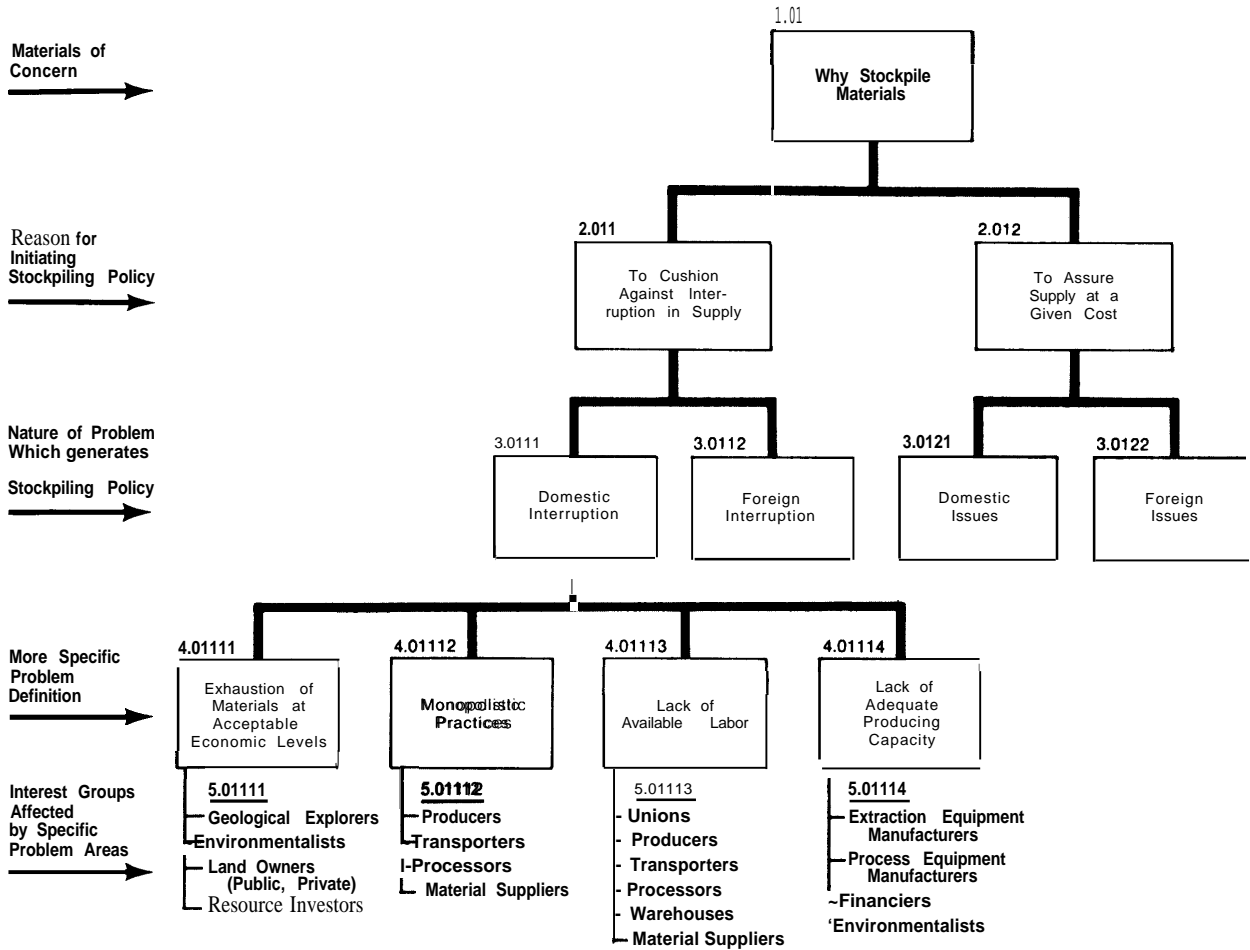 1.01
Materials of
Concern
Why Stockpile
Materials
2.011
2.012
Reason for
Initiating
Stockpiling Policy
To Cushion
Against Inter-
ruption in Supply
To Assure
Supply at a
Given Cost
Nature of Problem
Which generates
Stockpiling Policy
3.0111
3.0112
3.0121
3.0122
Domestic
Interruption
Foreign
Interruption
Domestic
Issues
Foreign
Issues
4.01111
4.01112
4.01113
4.01114
More Specific
Problem
Definition
Exhaustion of
Materials at
Acceptable
Economic Levels
Monopolistic
Practices
Lack of
Available Labor
Lack of
Adequate
Producing
Capacity
Interest Groups
Affected
by Specific
Problem Areas
5.01111
Geological Explorers
Environmentalists
Land Owners
(Public, Private)
Resource Investors
5.01112
Producers
Transporters
I-Processors
Material Suppliers
5.01113
- Unions
- Producers
- Transporters
- Processors
- Warehouses
Material Suppliers
5.01114
Extraction Equipment
Manufacturers
Process Equipment
Manufacturers
~Financiers
'Environmentalists